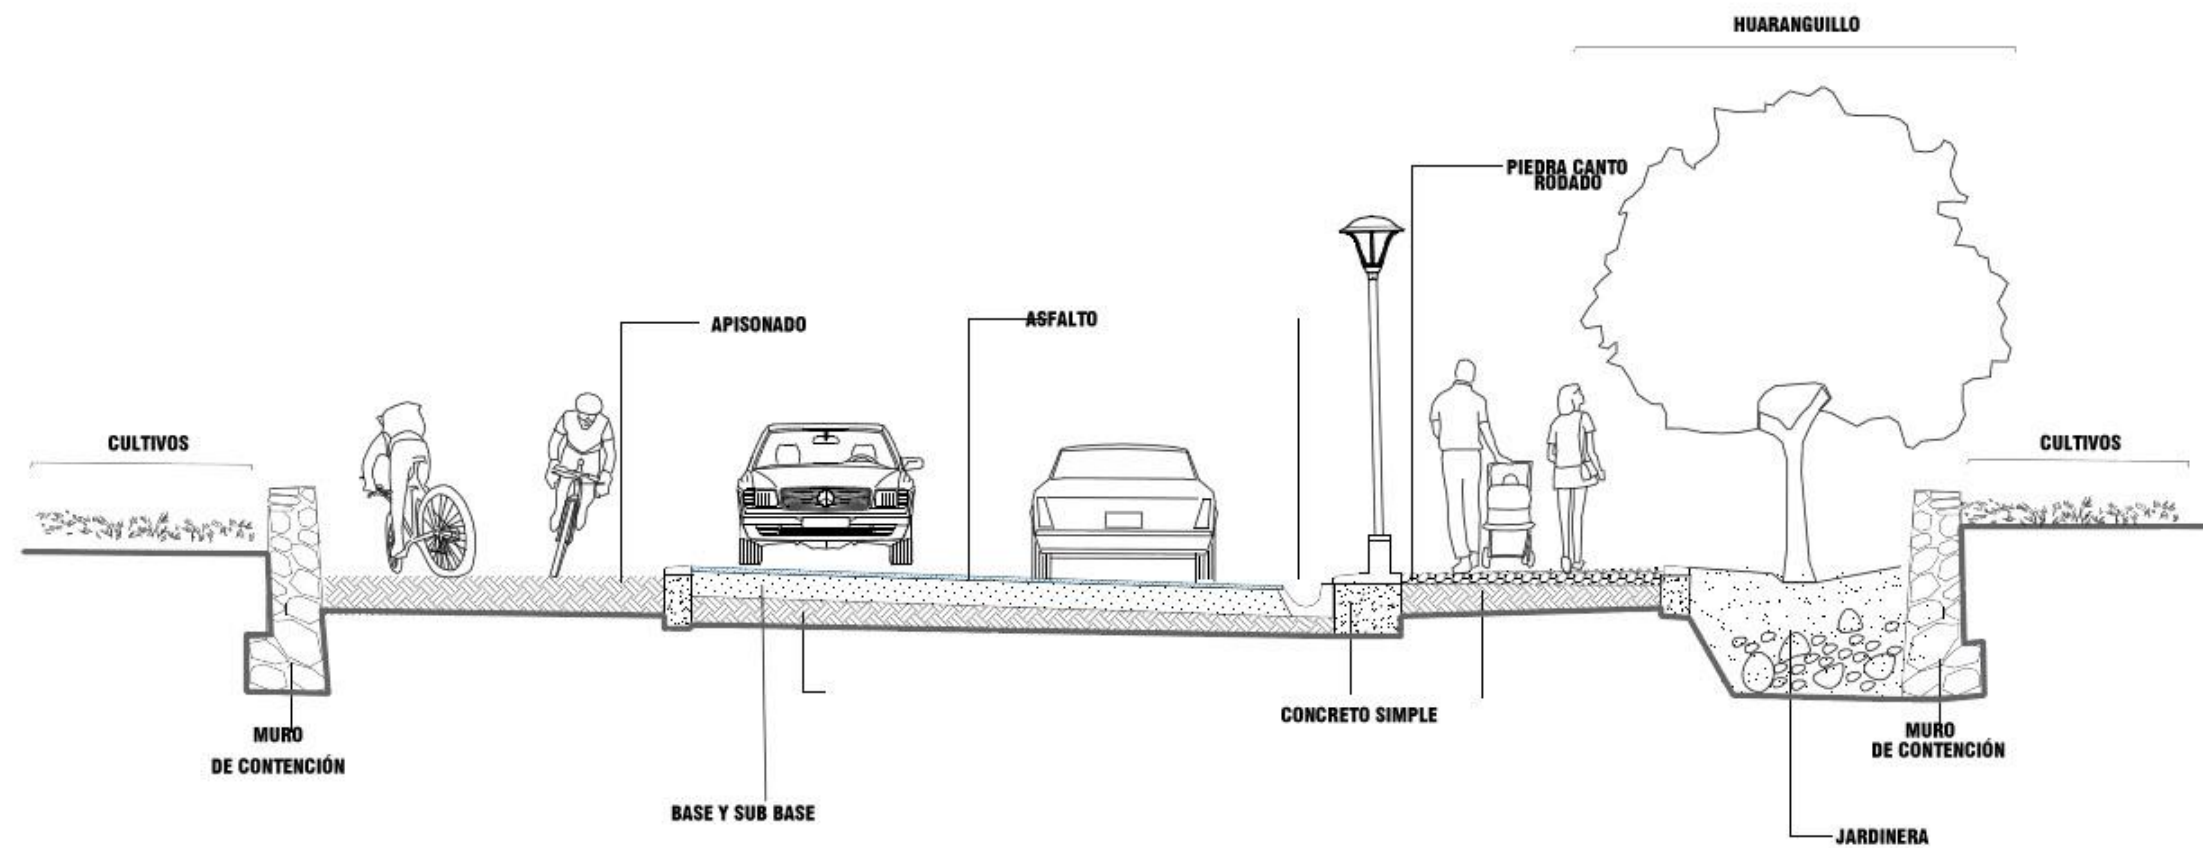 HUARANGUILLO
PIEDRA CANTO
RODADO
APISONADO
ASFALTO
CULTIVOS
CULTIVOS
CONCRETO SIMPLE
MURO
DE CONTENCIÓN
MURO
DE CONTENCIÓN
BASE Y SUB BASE
JARDINERA